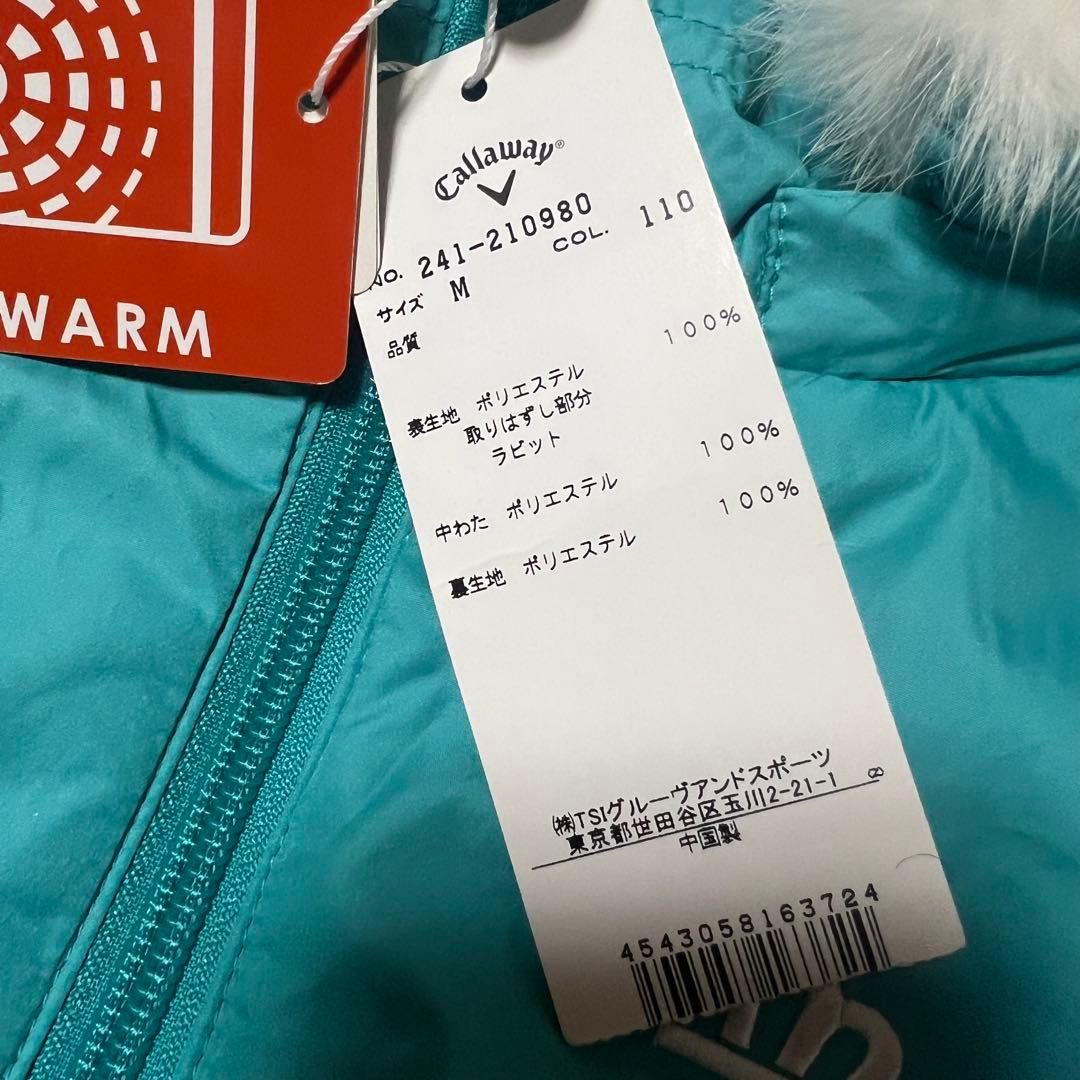 WARM
Callaway®
No. 241-210980
COL. 110
サイズ M
品質
表生地 ポリエステル 100%
取りはずし部分
ラビット
中わた ポリエステル 100%
裏生地 ポリエステル 100%
(株)TSIグルーヴアンドスポーツ
東京都世田谷区玉川2-21-1
中国製
4543058163724